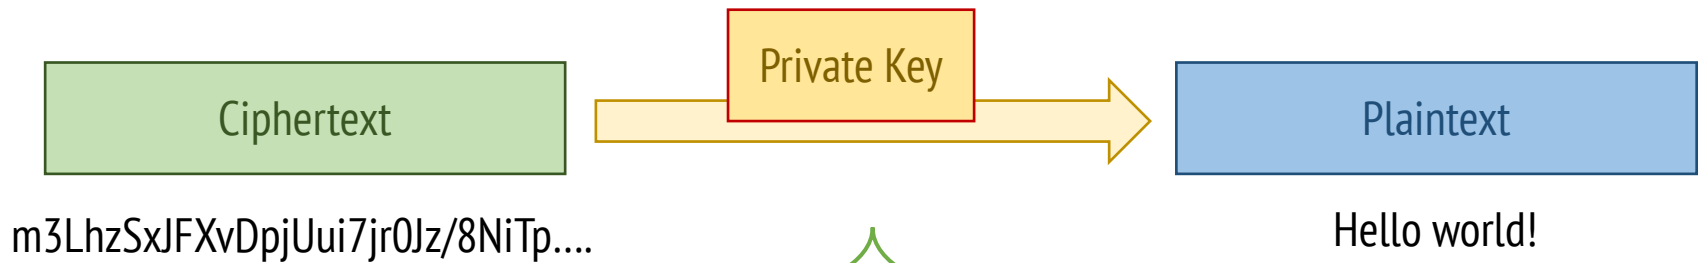 Private Key
Ciphertext
Plaintext
m3LhzSxJFXvDpjUui7jr0Jz/8NiTp....
Hello world!